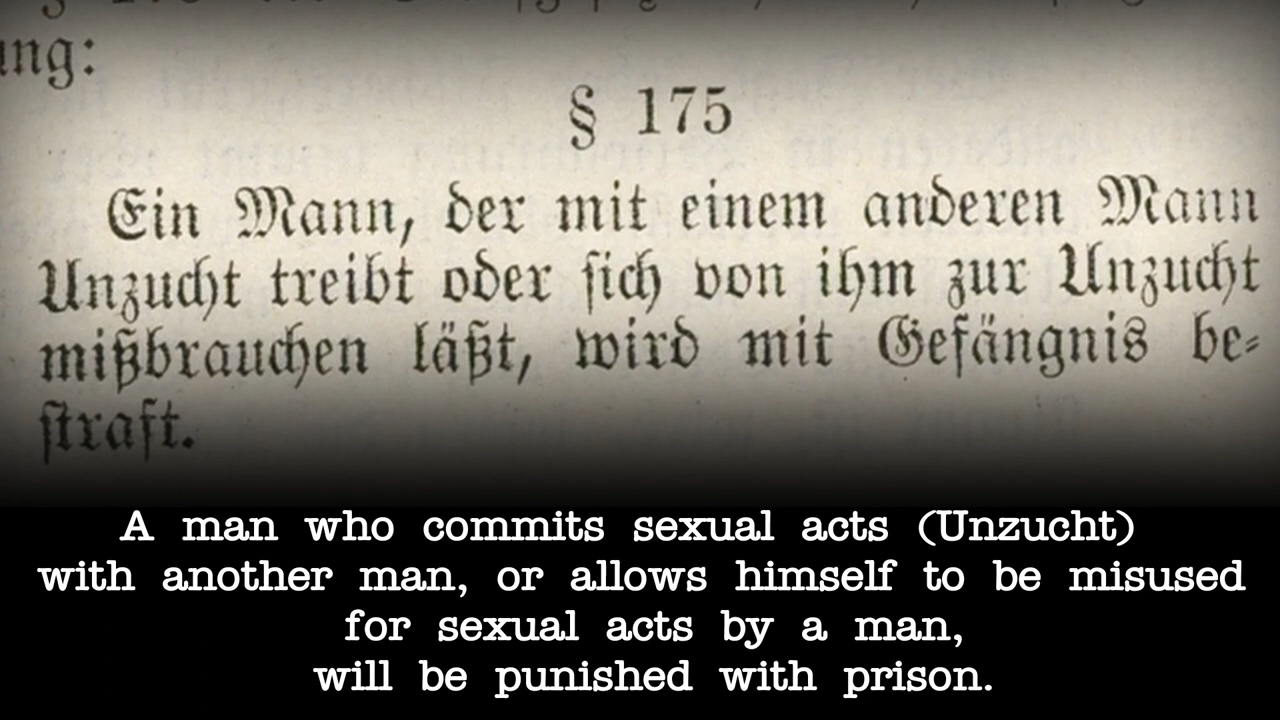 ung:
§ 175
Ein Mann, der mit einem anderen Mann
Unzucht treibt oder sich von ihm zur Unzucht
mißbrauchen läßt, wird mit Gefängnis be=
straft.
A man who commits sexual acts (Unzucht)
with another man, or allows himself to be misused
for sexual acts by a man,
will be punished with prison.